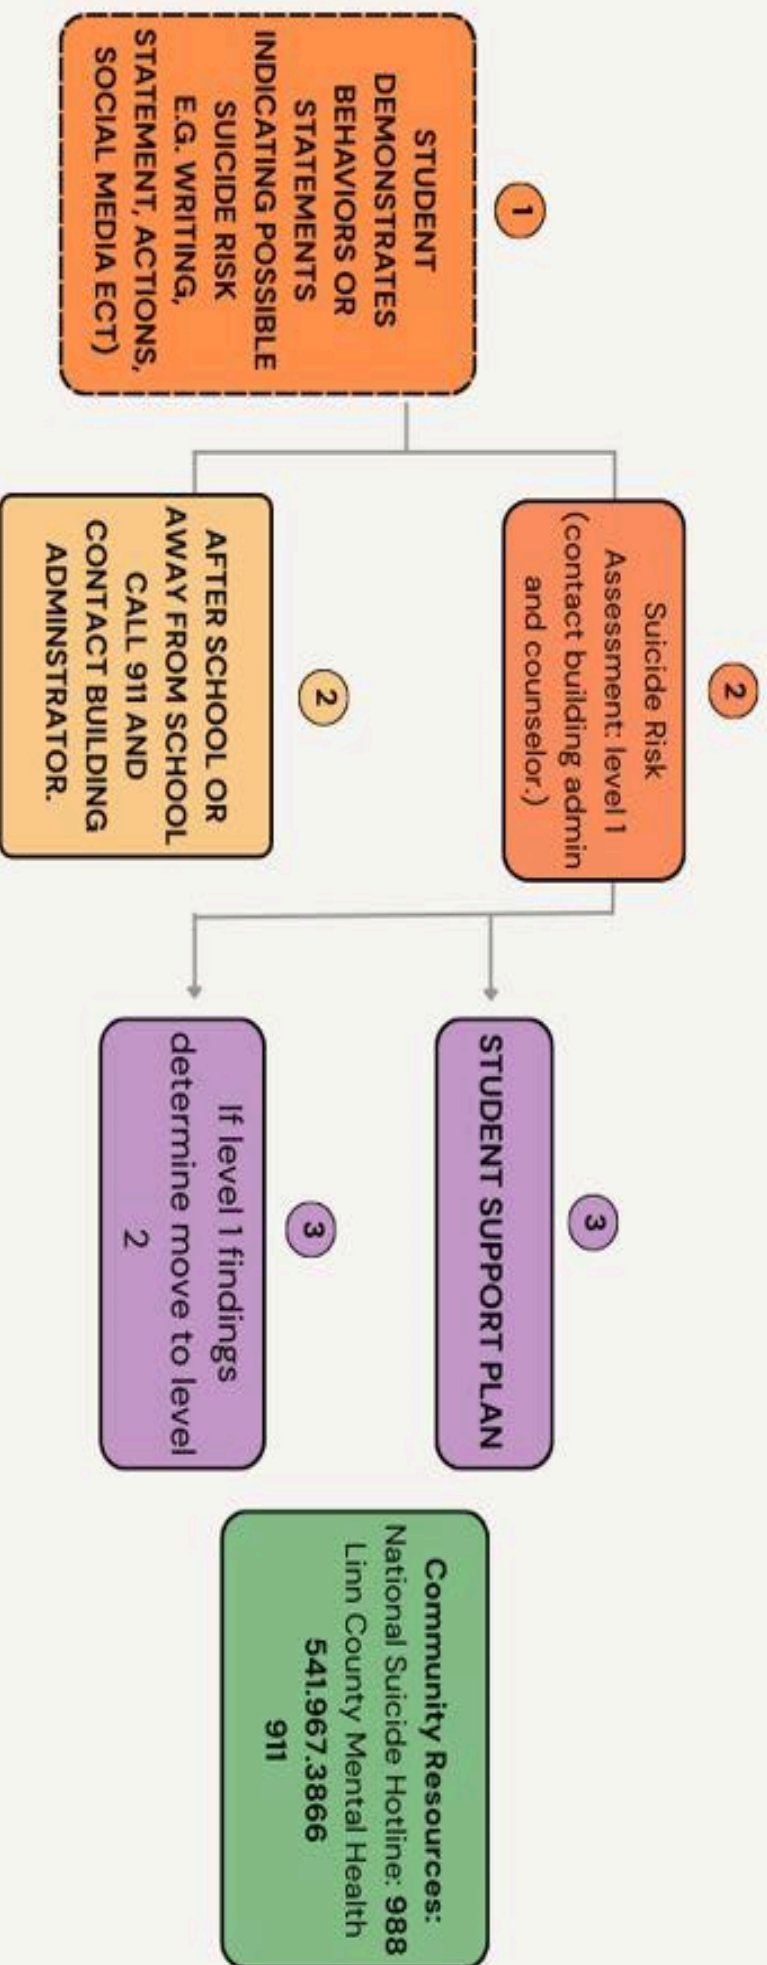 1
STUDENT
DEMONSTRATES
BEHAVIORS OR
STATEMENTS
INDICATING POSSIBLE
SUICIDE RISK
E.G. WRITING,
STATEMENT, ACTIONS,
SOCIAL MEDIA ECT)
2
Suicide Risk
Assessment: level 1
(contact building admin
and counselor.)
2
AFTER SCHOOL OR
AWAY FROM SCHOOL
CALL 911 AND
CONTACT BUILDING
ADMINSTRATOR.
3
STUDENT SUPPORT PLAN
3
If level 1 findings
determine move to level
2
Community Resources:
National Suicide Hotline: 988
Linn County Mental Health
541.967.3866
911